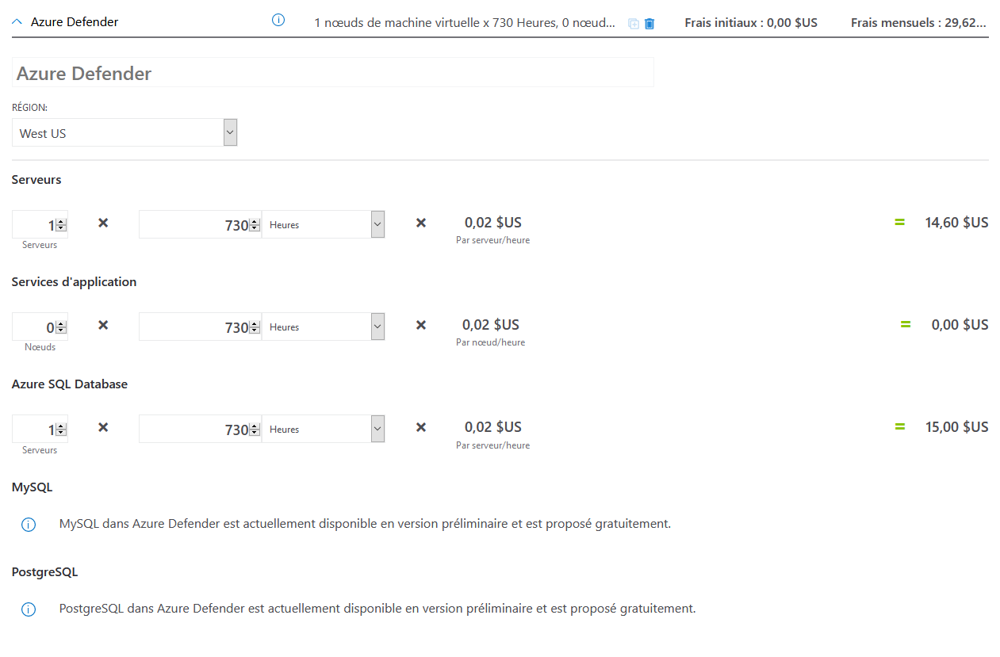 Azure Defender 1 nœuds de machine virtuelle x 730 Heures, 0 nœud... Frais initiaux : 0,00 $US Frais mensuels : 29,62...
Azure Defender
RÉGION:
West US
Serveurs
1 × 730 Heures × 0,02 $US = 14,60 $US
Serveurs Par serveur/heure
Services d'application
0 × 730 Heures × 0,02 $US = 0,00 $US
Nœuds Par nœud/heure
Azure SQL Database
1 × 730 Heures × 0,02 $US = 15,00 $US
Serveurs Par serveur/heure
MySQL
MySQL dans Azure Defender est actuellement disponible en version préliminaire et est proposé gratuitement.
PostgreSQL
PostgreSQL dans Azure Defender est actuellement disponible en version préliminaire et est proposé gratuitement.